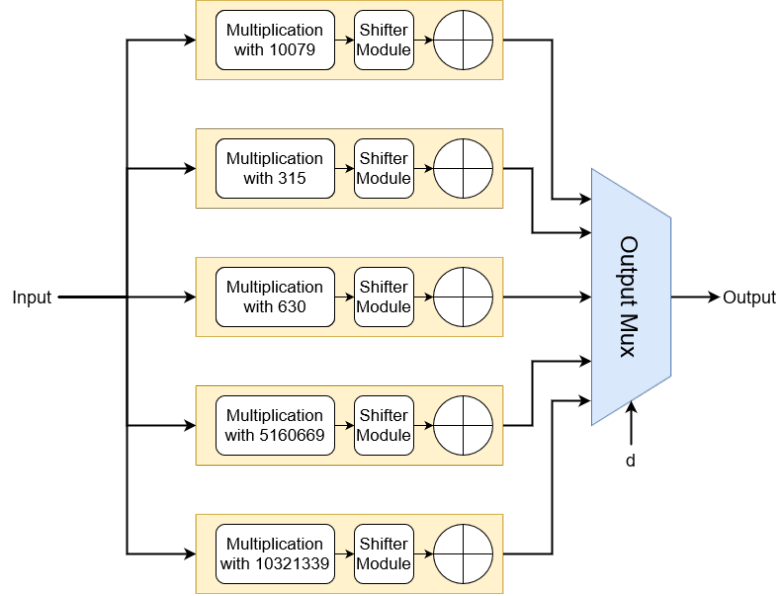 Multiplication
with 10079
Shifter
Module
Multiplication
with 315
Shifter
Module
Input
Multiplication
with 630
Shifter
Module
Output Mux
Output
Multiplication
with 5160669
Shifter
Module
d
Multiplication
with 10321339
Shifter
Module